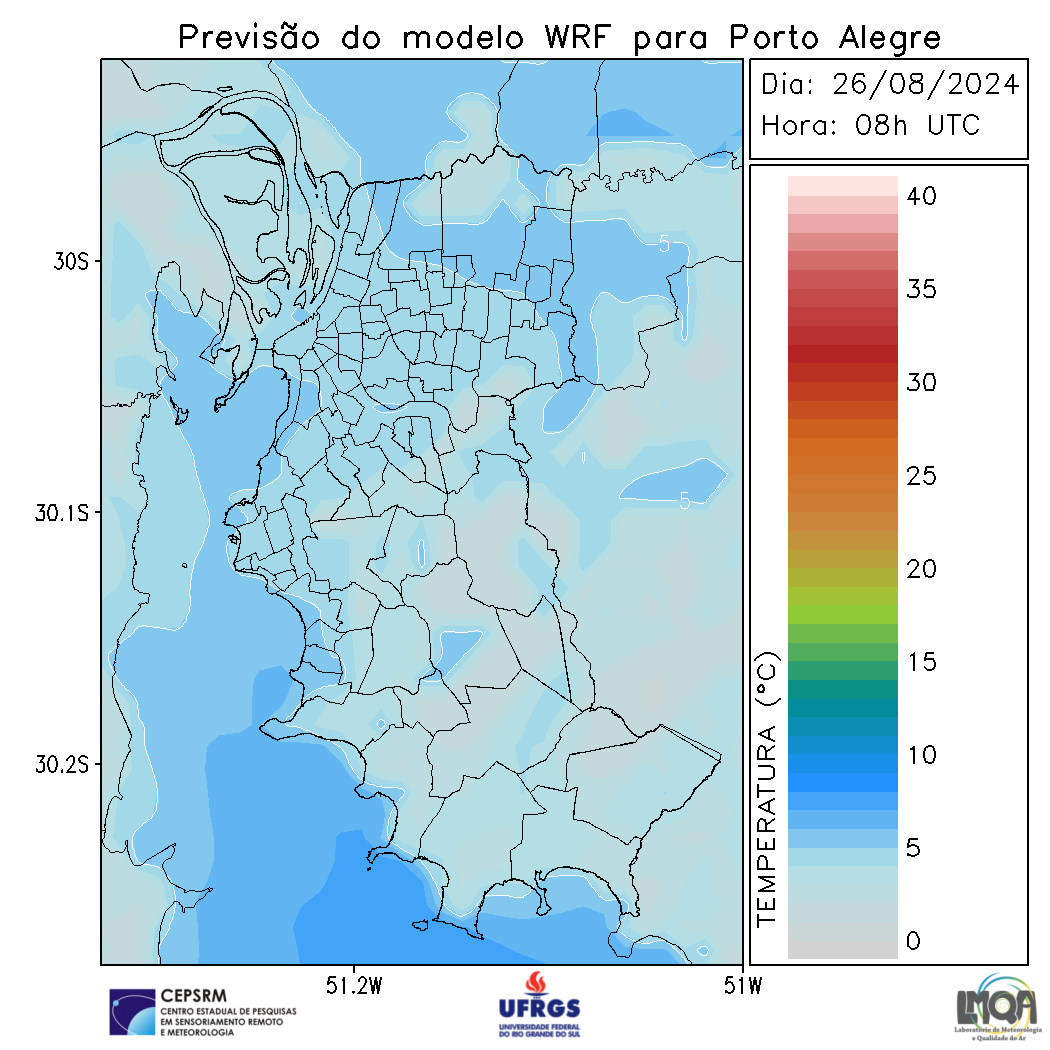 Previsão do modelo WRF para Porto Alegre
Dia: 26/08/2024
Hora: 08h UTC
40
35
30
25
20
15
10
5
0
TEMPERATURA (°C)
30S
30.1S
30.2S
51.2W
51W
5
5
CEPSRM
CENTRO ESTADUAL DE PESQUISAS
EM SENSORIAMENTO REMOTO
E METEOROLOGIA
UFRGS
UNIVERSIDADE FEDERAL
DO RIO GRANDE DO SUL
LMQA
Laboratório de Meteorologia
e Qualidade do Ar